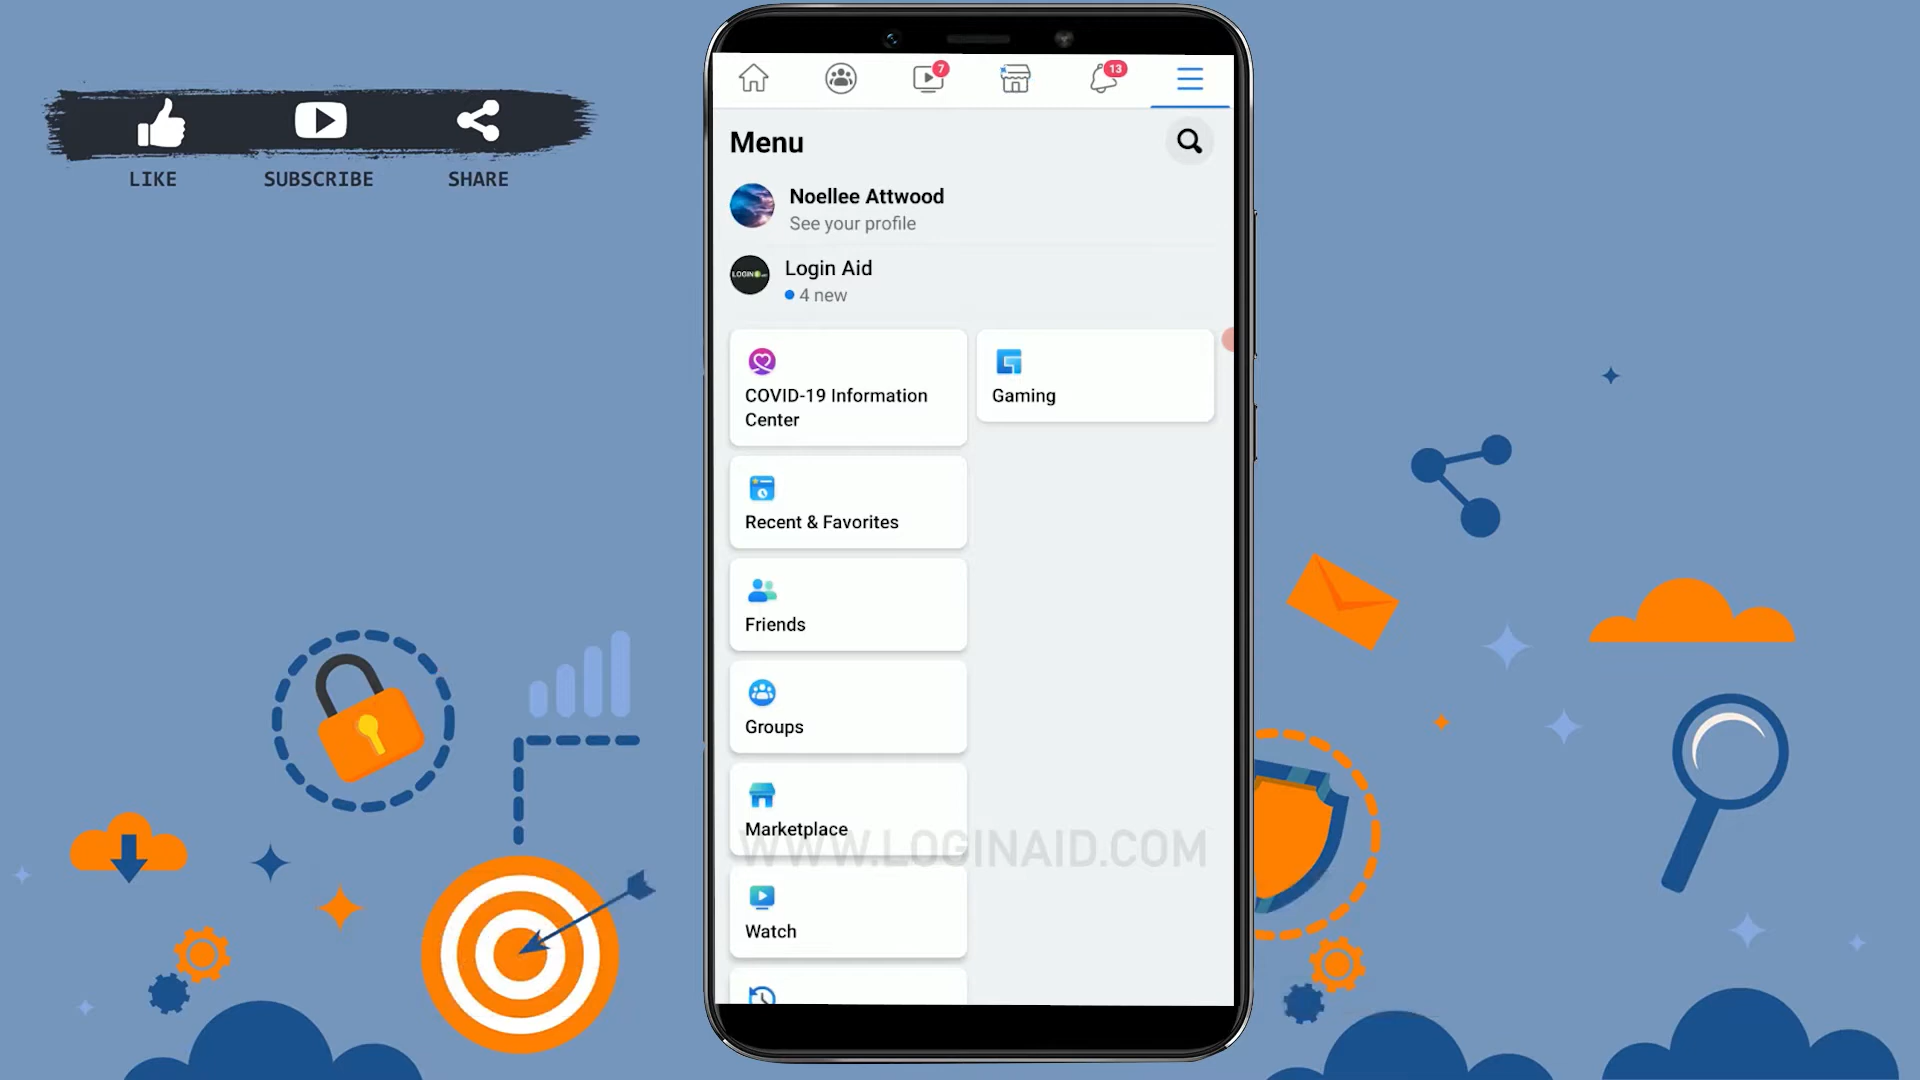 LIKE SUBSCRIBE SHARE
7
13
Menu
Noellee Attwood
See your profile
LOGIN
Login Aid
4 new
COVID-19 Information
Center
Gaming
Recent & Favorites
Friends
Groups
Marketplace
WWW.LOGINAID.COM
Watch